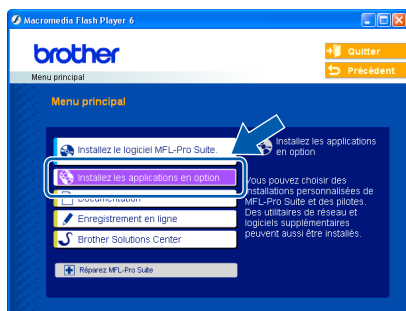 Macromedia Flash Player 6
brother
Quitter
Menu principal
Précédent
Menu principal
Installez le logiciel MFL-Pro Suite.
Installez les applications en option
Documentation
Enregistrement en ligne
Brother Solutions Center
Réparez MFL-Pro Suite
Installez les applications
en option
Vous pouvez choisir des
installations personnalisées de
MFL-Pro Suite et des pilotes.
Des utilitaires de réseau et
logiciels supplémentaires
peuvent aussi être installés.